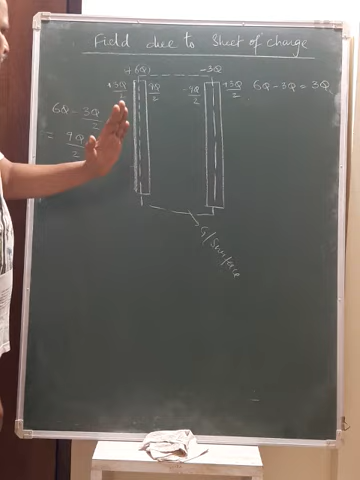 Field due to Sheet of charge
+6Q
-3Q
+3Q/2
9Q/2
-9Q/2
+3Q/2
6Q - 3Q = 3Q
6Q - 3Q/2
= 9Q/2
G/Surface